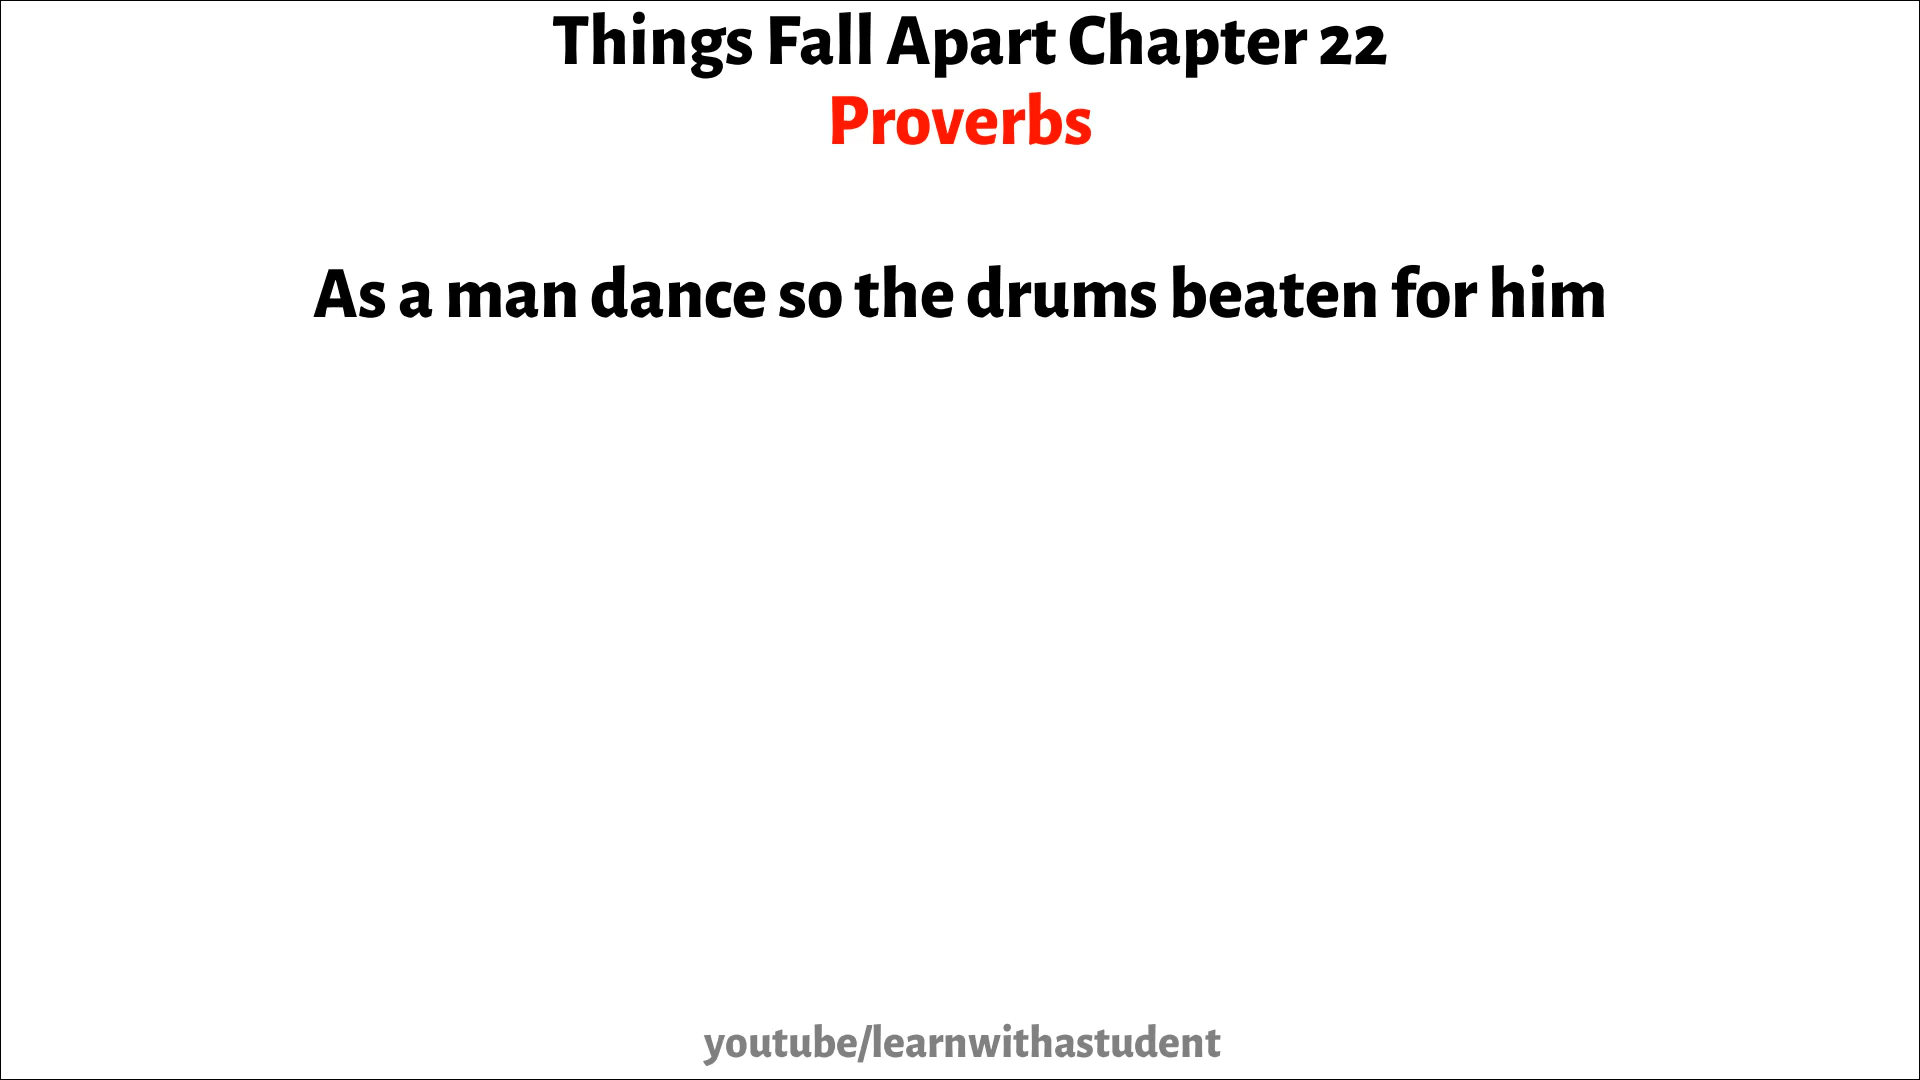 Things Fall Apart Chapter 22
Proverbs
As a man dance so the drums beaten for him
youtube/learnwithastudent